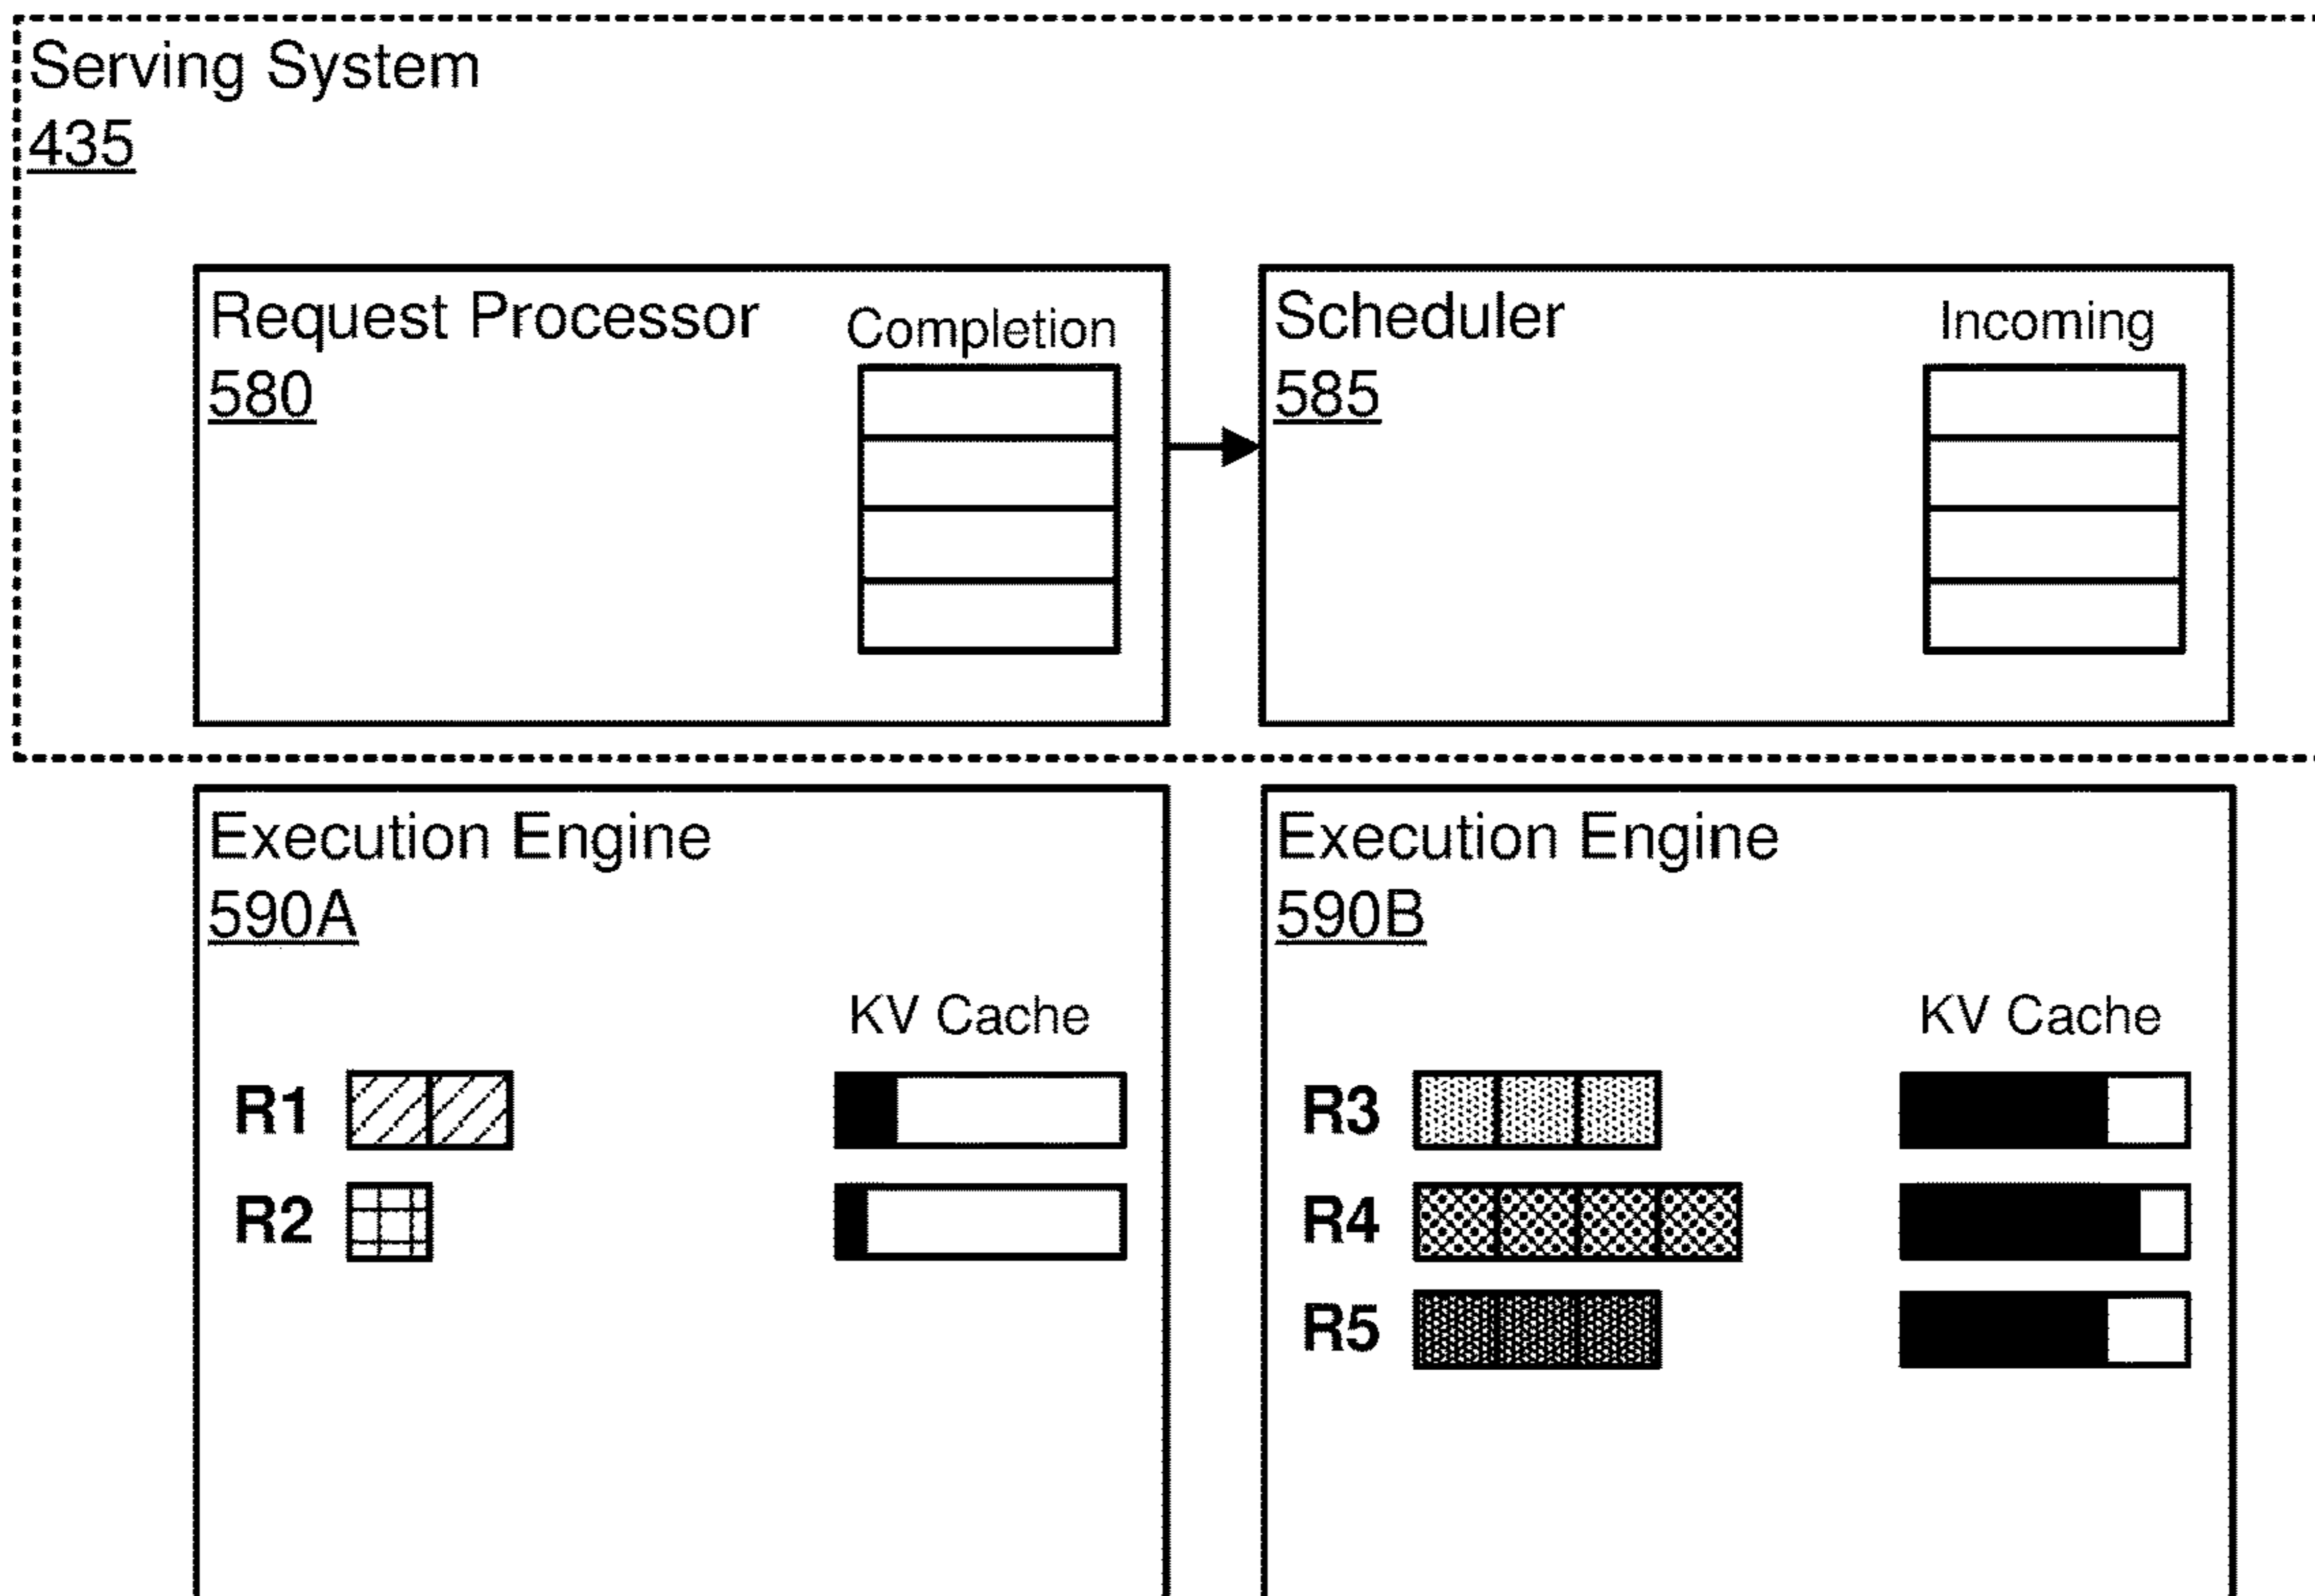 Serving System
435
Request Processor
Completion
580
Scheduler
Incoming
585
Execution Engine
590A
KV Cache
R1
R2
Execution Engine
590B
KV Cache
R3
R4
R5